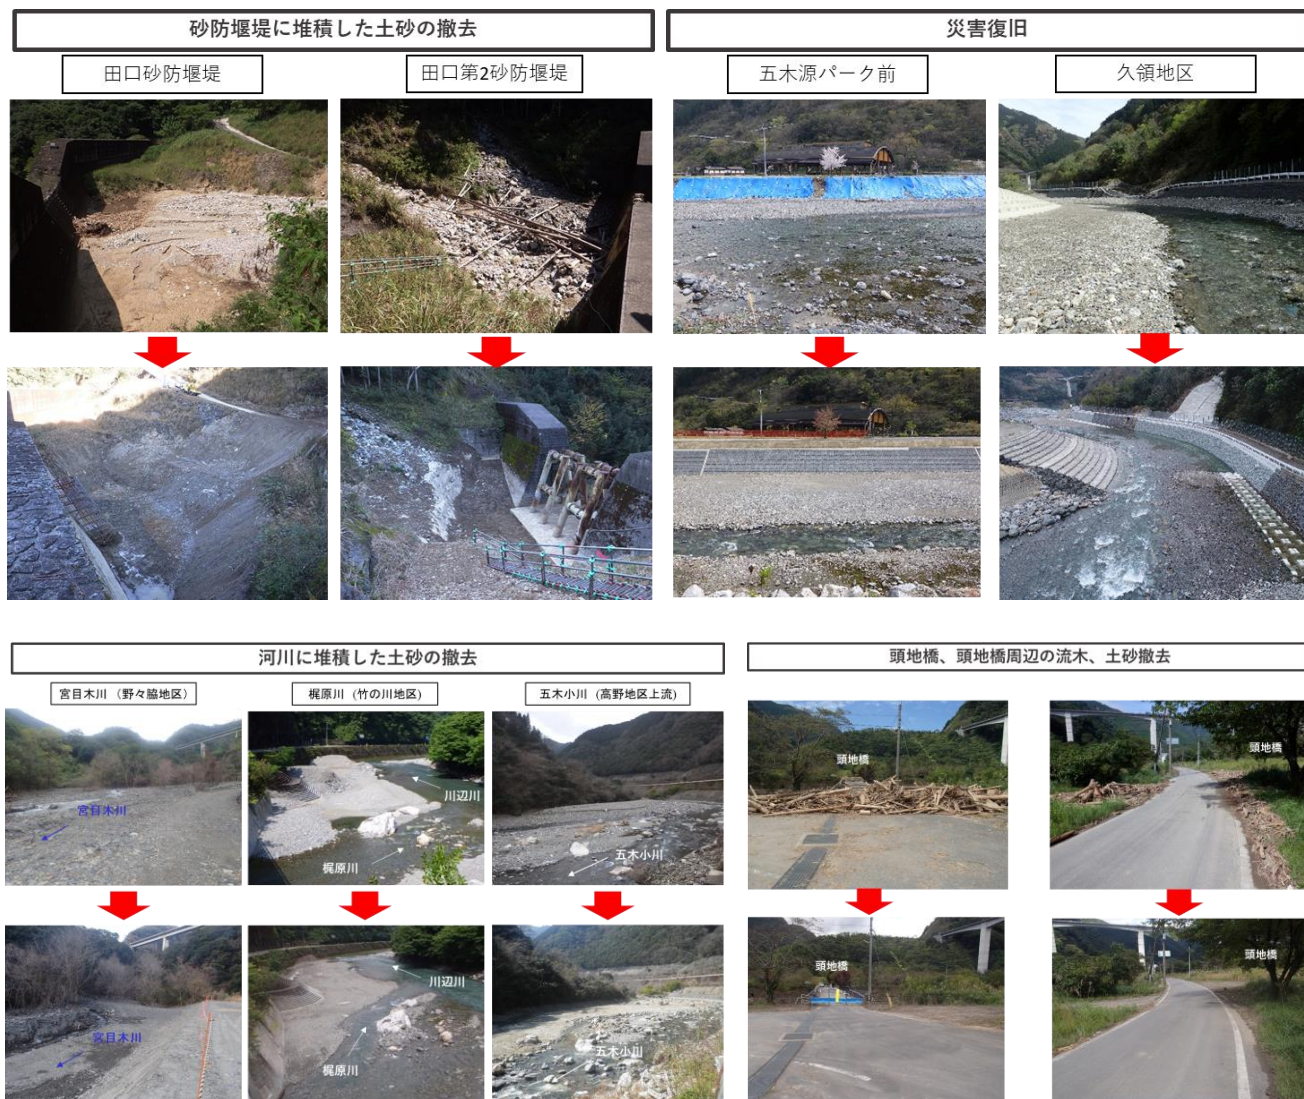 砂防堰堤に堆積した土砂の撤去
災害復旧
田口砂防堰堤
田口第2砂防堰堤
五木源パーク前
久領地区
河川に堆積した土砂の撤去
頭地橋、頭地橋周辺の流木、土砂撤去
宮目木川 （野々脇地区）
梶原川 (竹の川地区)
五木小川 (高野地区上流)
宮目木川
川辺川
梶原川
五木小川
頭地橋
頭地橋
宮目木川
川辺川
梶原川
五木小川
頭地橋
頭地橋